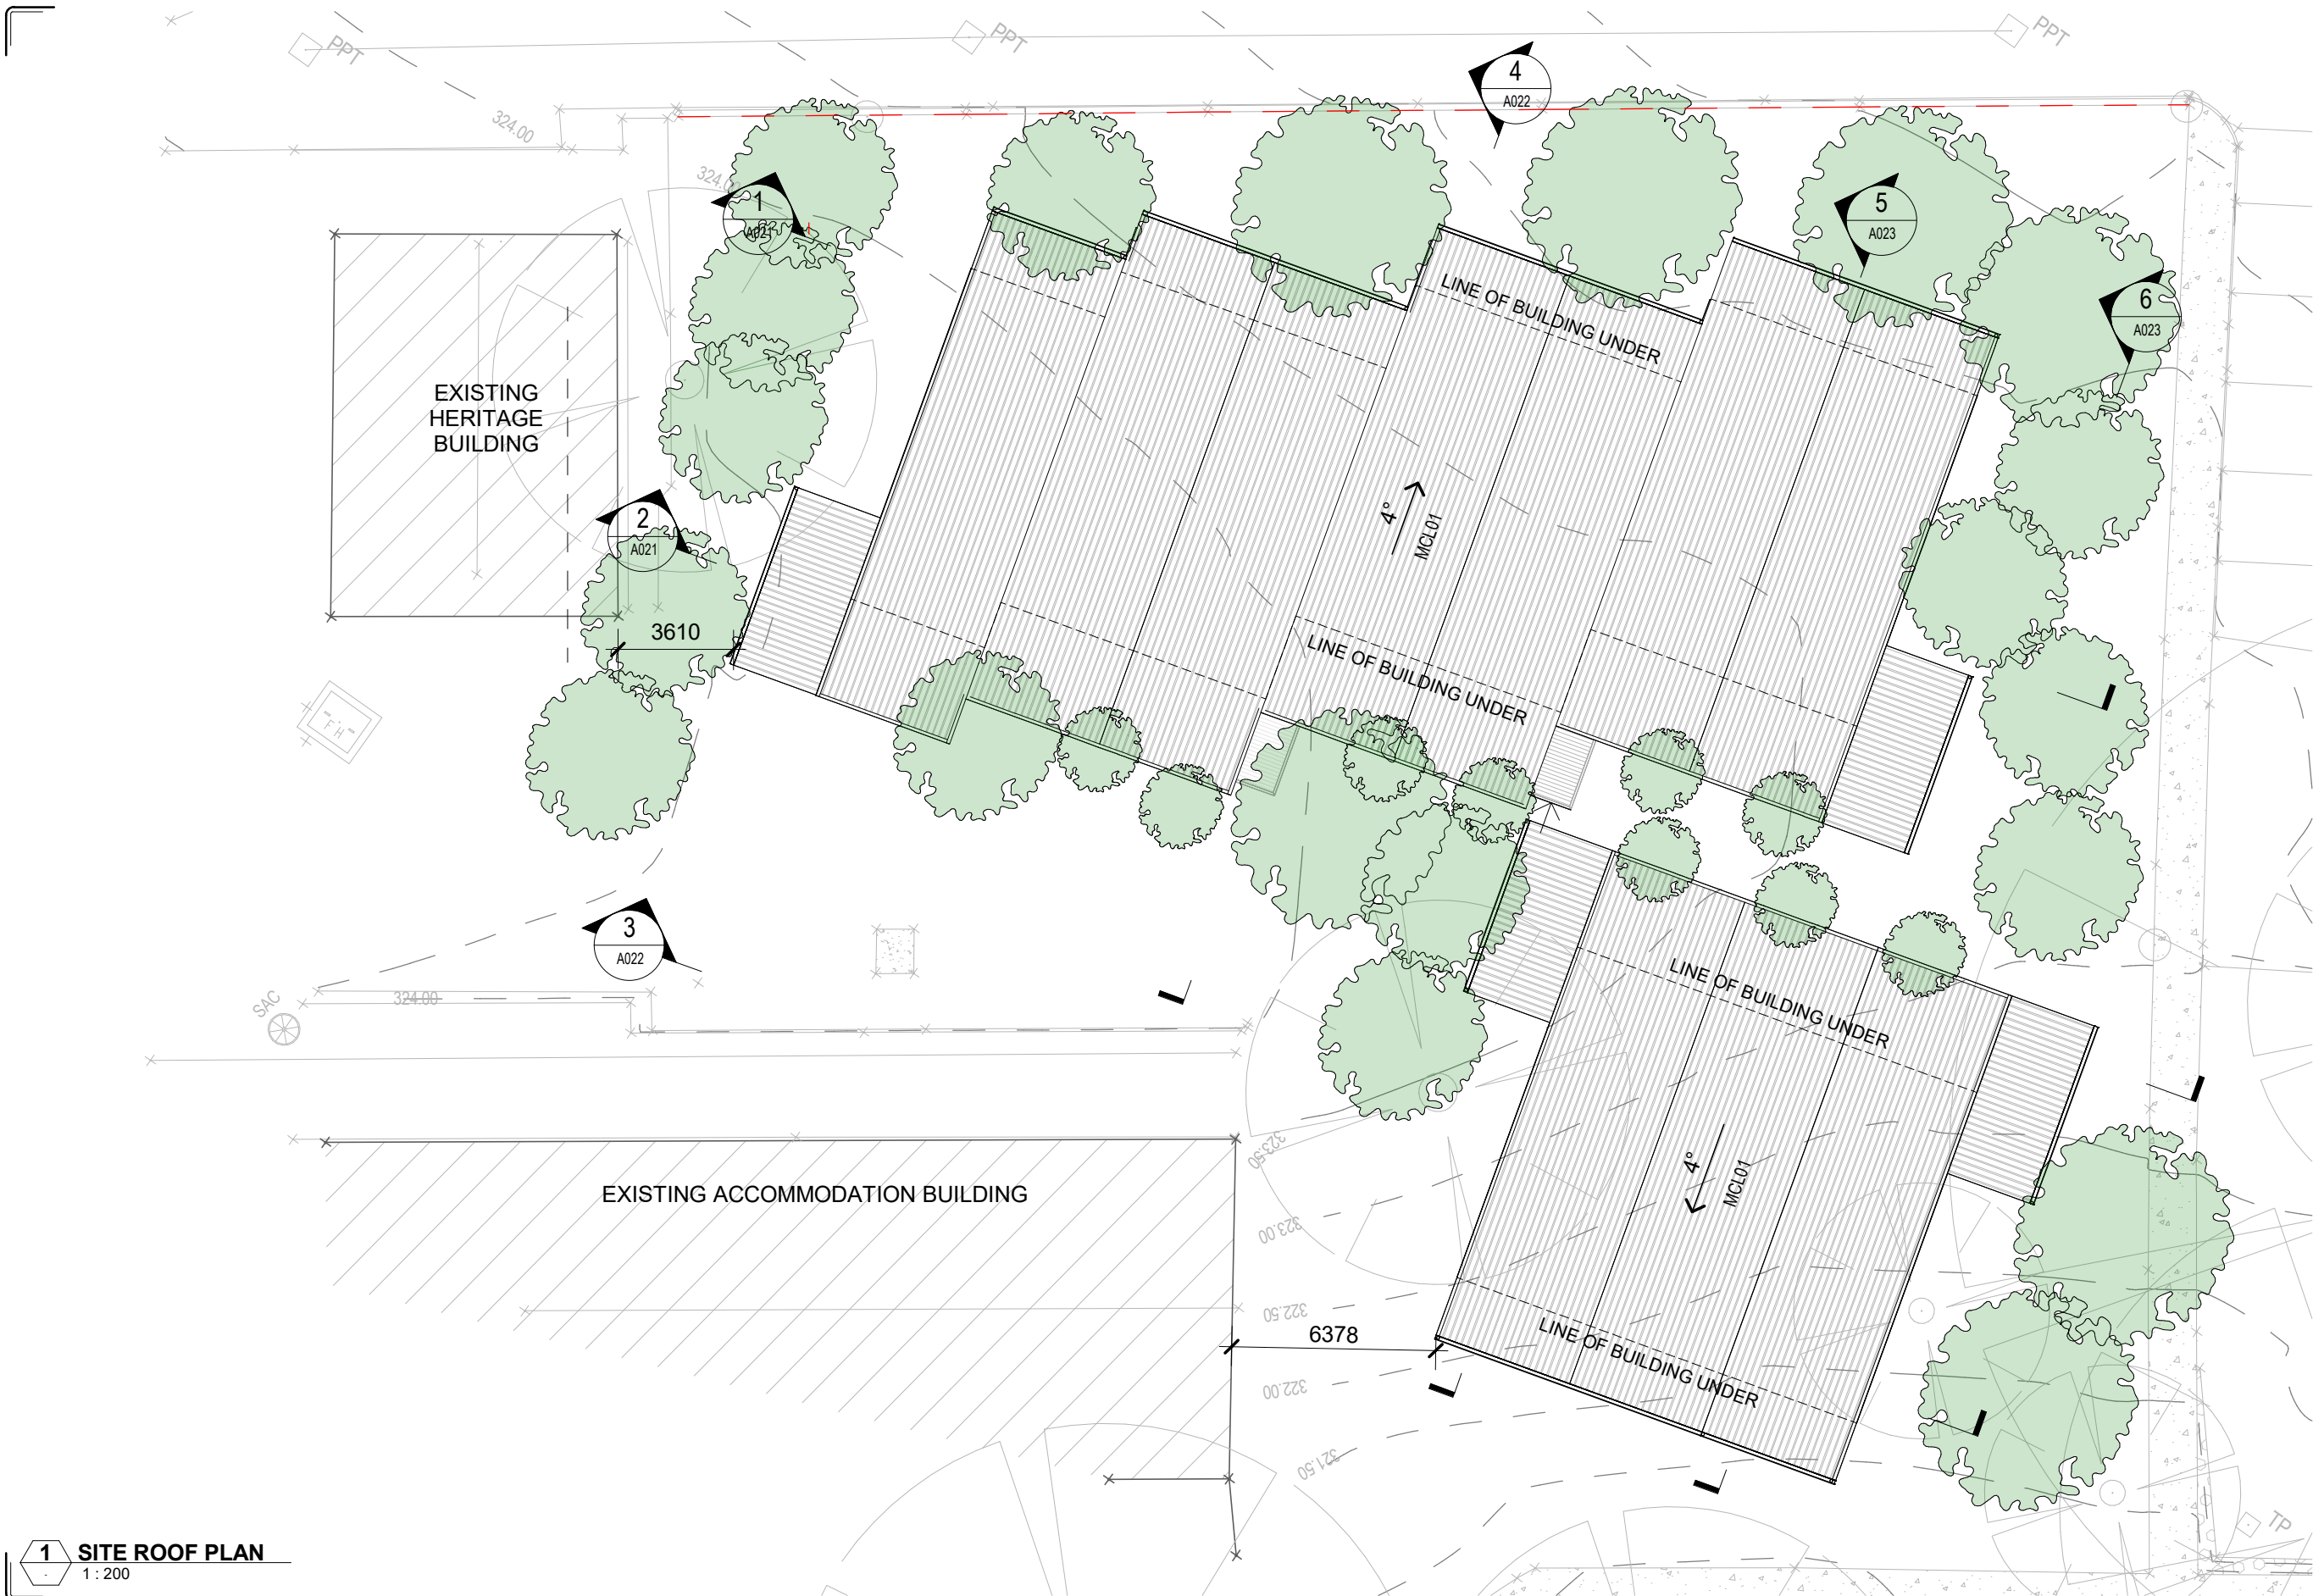 PPT
PPT
PPT
4
A022
324.00
324.00
1
A021
5
A023
6
A023
LINE OF BUILDING UNDER
EXISTING
HERITAGE
BUILDING
4°
MCL01
2
A021
3610
LINE OF BUILDING UNDER
F.H
3
A022
LINE OF BUILDING UNDER
SAC
324.00
323.50
EXISTING ACCOMMODATION BUILDING
4°
MCL01
323.00
322.50
6378
LINE OF BUILDING UNDER
322.00
321.50
TP
1
SITE ROOF PLAN
1 : 200